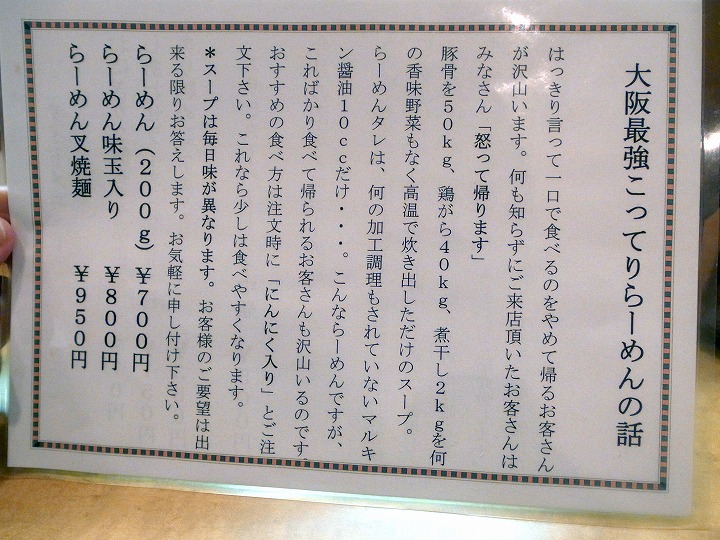 大阪最強こってりらーめんの話
はっきり言って一口で食べるのをやめて帰るお客さん
が沢山います。何も知らずにご来店頂いたお客さんは
みなさん「怒って帰ります」
豚骨を50kg、鶏がら40kg、煮干し2kgを何
の香味野菜もなく高温で炊き出しただけのスープ。
らーめんタレは、何の加工調理もされていないマルキ
ン醤油10ccだけ・・・。こんならーめんですが、
こればかり食べて帰られるお客さんも沢山いるのです。
おすすめの食べ方は注文時に「にんにく入り」とご注
文下さい。これなら少しは食べやすくなります。
＊スープは毎日味が異なります。お客様のご要望は出
来る限りお答えします。お気軽に申し付け下さい。
らーめん（200g）￥700円
らーめん味玉入り ￥800円
らーめん叉焼麺 ￥950円